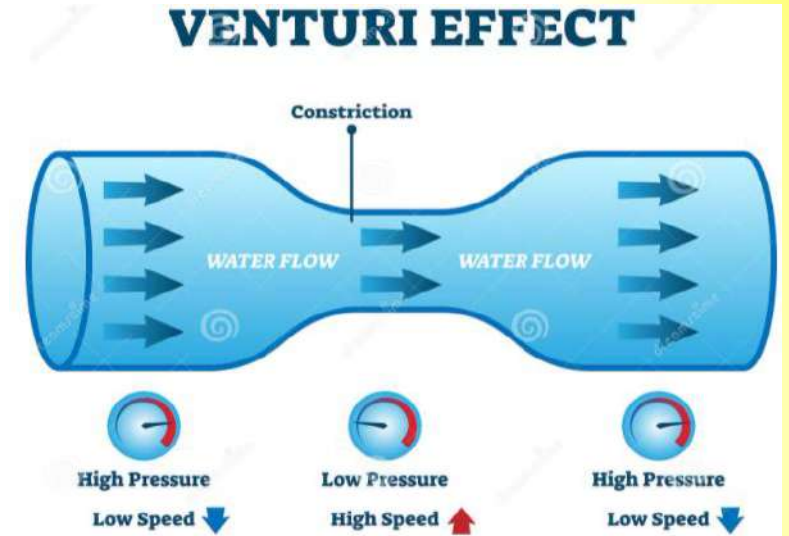 VENTURI EFFECT
Constriction
WATER FLOW WATER FLOW
High Pressure Low Pressure High Pressure
Low Speed High Speed Low Speed